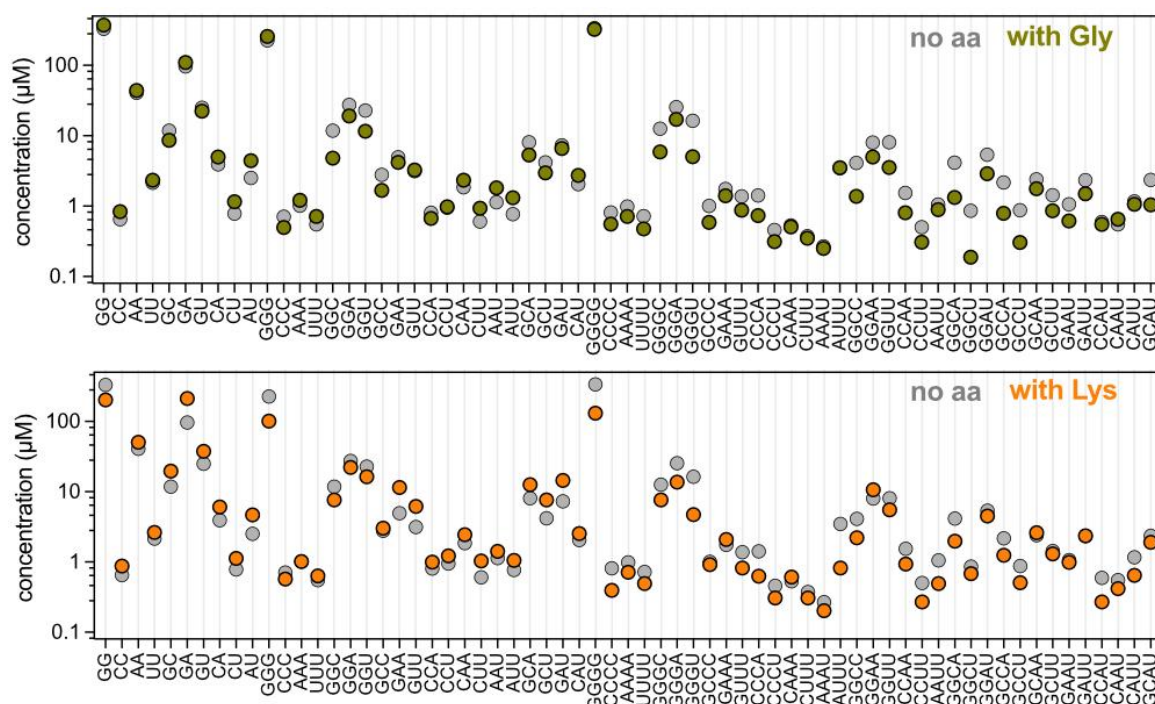 no aa with Gly
concentration (µM)
100
10
1
0.1
GG CC AA UU GC GA GU CA CU AU GGG CCC AAA UUU GGC GGA GGU GCC GAA GUU CCA CCU CAA CUU AAU AUU GCA GCU GAU CAU GGGG CCCC AAAA UUUU GGGC GGGA GGGU GCCC GAAA GUUU CCCA CCCU CAAA CUUU AAAU AUUU GGCC GGAA GGUU CCAA CCUU AAUU GGCA GGCU GGAU GCCA GCCU GCAA GCUU GAAU GAUU CCAU CAAU CAUU GCAU
no aa with Lys
concentration (µM)
100
10
1
0.1
GG CC AA UU GC GA GU CA CU AU GGG CCC AAA UUU GGC GGA GGU GCC GAA GUU CCA CCU CAA CUU AAU AUU GCA GCU GAU CAU GGGG CCCC AAAA UUUU GGGC GGGA GGGU GCCC GAAA GUUU CCCA CCCU CAAA CUUU AAAU AUUU GGCC GGAA GGUU CCAA CCUU AAUU GGCA GGCU GGAU GCCA GCCU GCAA GCUU GAAU GAUU CCAU CAAU CAUU GCAU